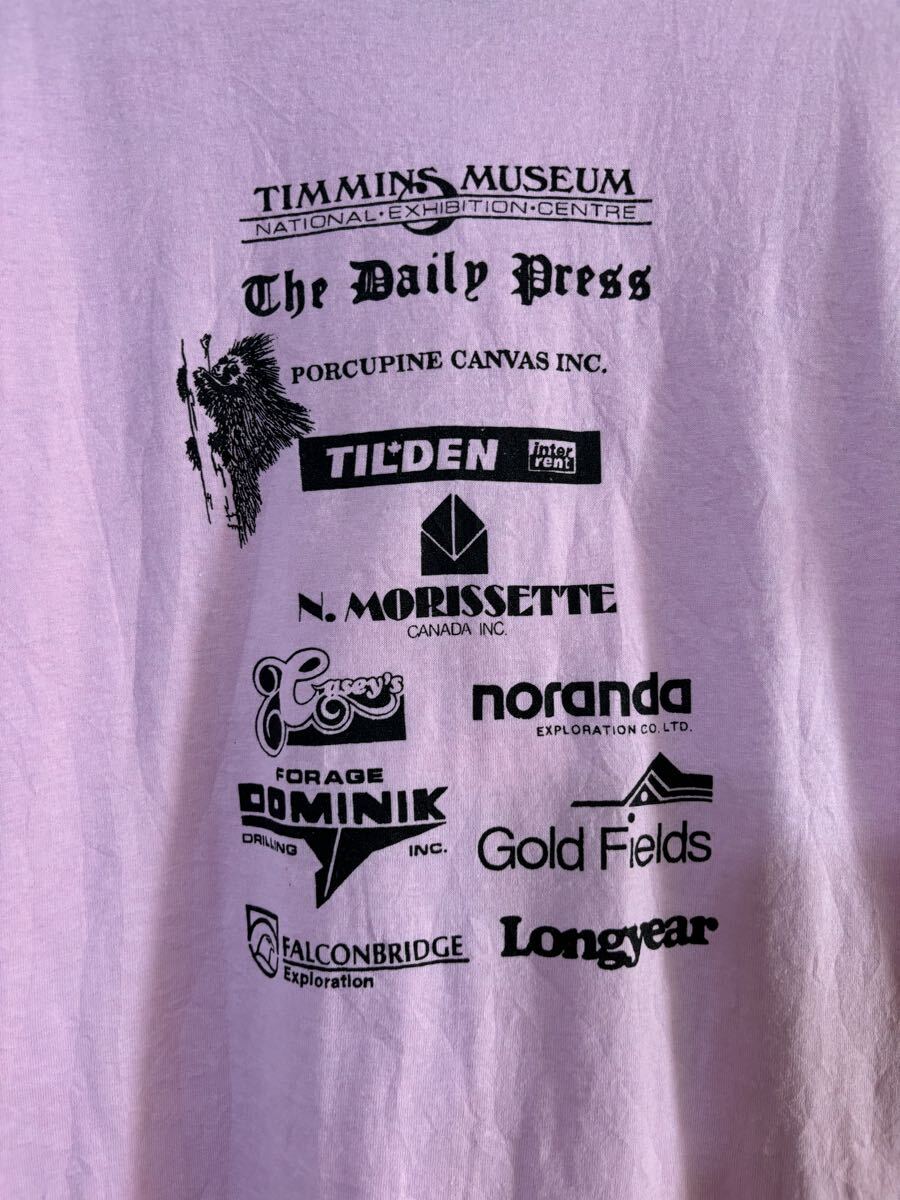 TIMMINS MUSEUM
NATIONAL·EXHIBITION·CENTRE
The Daily Press
PORCUPINE CANVAS INC.
TILDEN
inter
rent
N. MORISSETTE
CANADA INC.
Casey's
noranda
EXPLORATION CO. LTD.
FORAGE
DOMINIK
DRILLING INC.
Gold Fields
FALCONBRIDGE
Exploration
Longyear